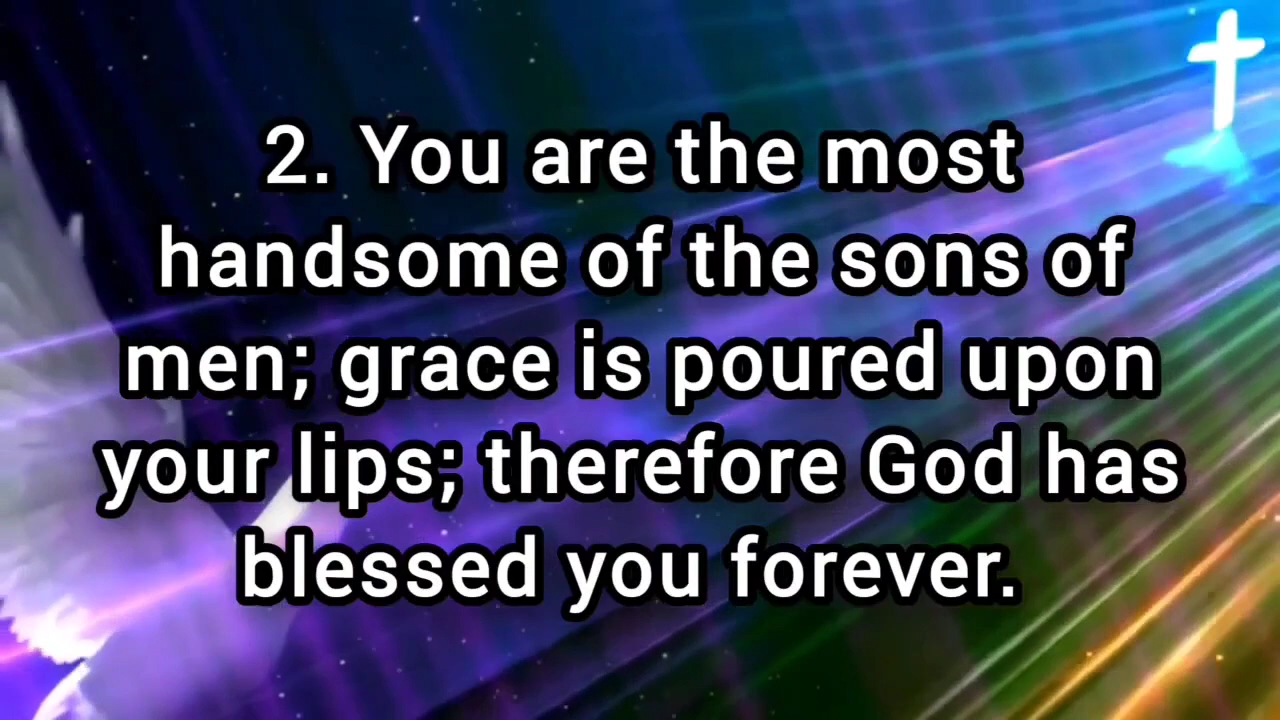 2. You are the most
handsome of the sons of
men; grace is poured upon
your lips; therefore God has
blessed you forever.